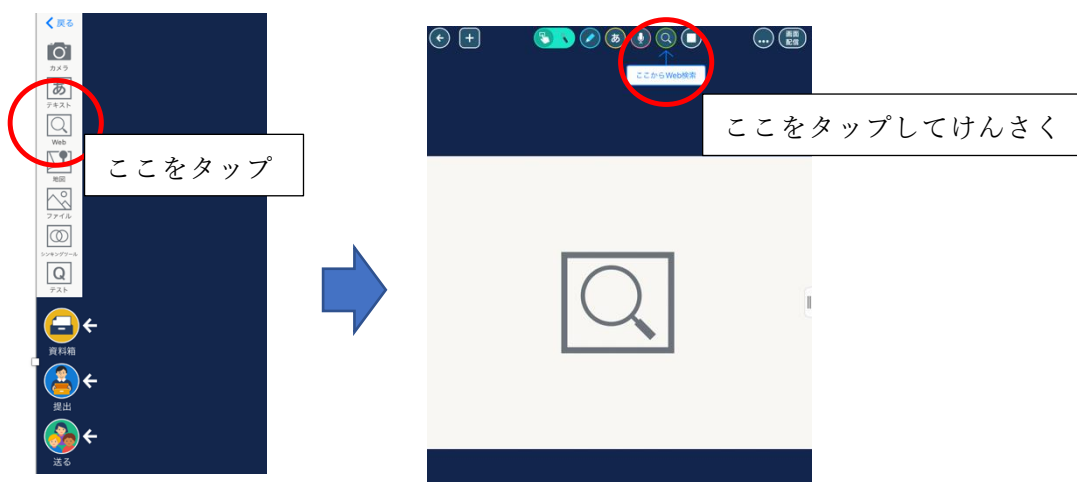 戻る
カメラ
あ
テキスト
Web
地図
ファイル
シンキングツール
Q
テスト
資料箱
提出
送る
ここをタップ
あ
画面
配信
ここからWeb検索
ここをタップしてけんさく